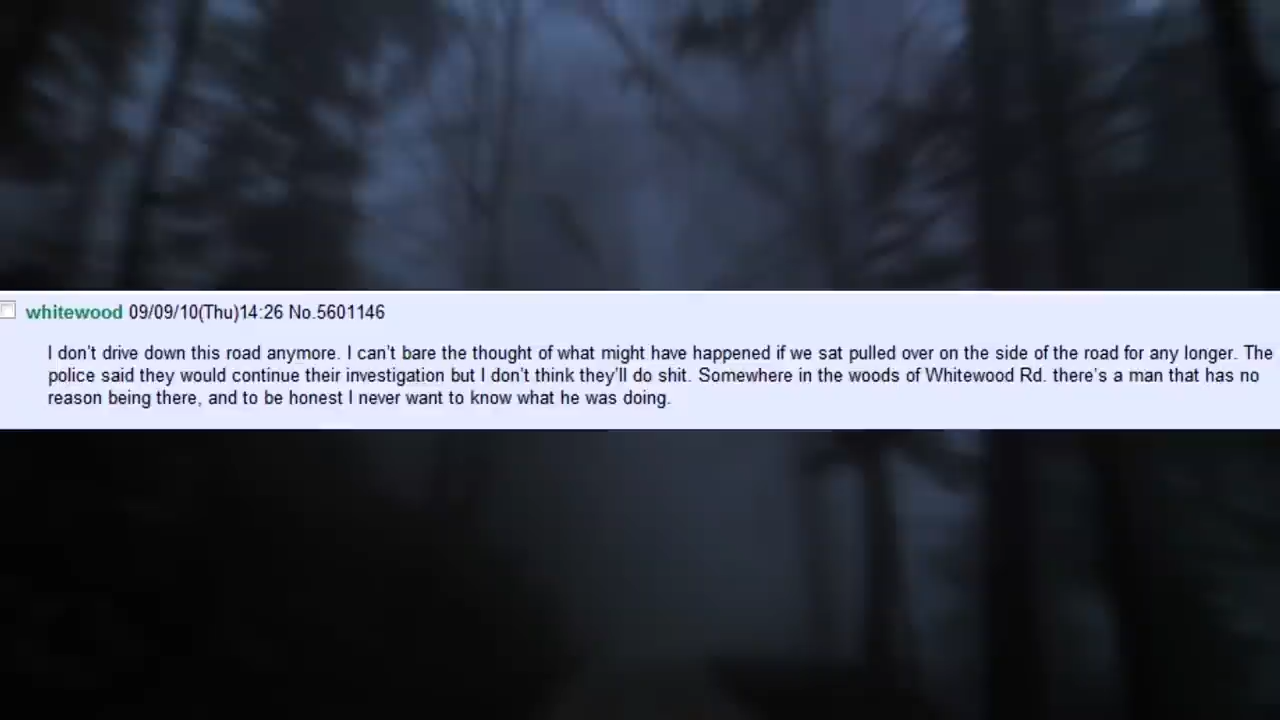 whitewood 09/09/10(Thu)14:26 No.5601146
I don't drive down this road anymore. I can't bare the thought of what might have happened if we sat pulled over on the side of the road for any longer. The
police said they would continue their investigation but I don't think they'll do shit. Somewhere in the woods of Whitewood Rd. there's a man that has no
reason being there, and to be honest I never want to know what he was doing.